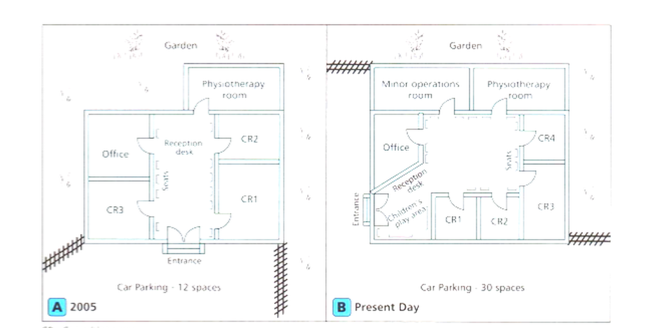 Garden
Physiotherapy
room
Office
Reception
desk
CR2
Seats
CR3
CR1
Entrance
Car Parking - 12 spaces
A 2005
Garden
Minor operations
room
Physiotherapy
room
Office
Seats
CR4
Reception
desk
Entrance
Children's
play area
CR1
CR2
CR3
Car Parking - 30 spaces
B Present Day